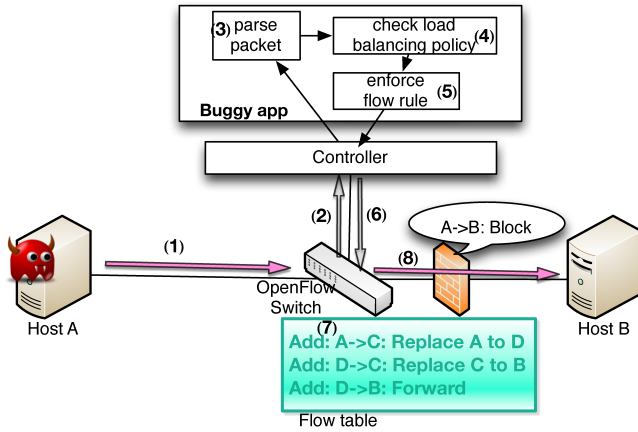 (3) parse
packet
check load
balancing policy (4)
enforce
flow rule (5)
Buggy app
Controller
(2)
(6)
A->B: Block
(1)
(8)
OpenFlow
Switch
Host A
Host B
(7)
Add: A->C: Replace A to D
Add: D->C: Replace C to B
Add: D->B: Forward
Flow table